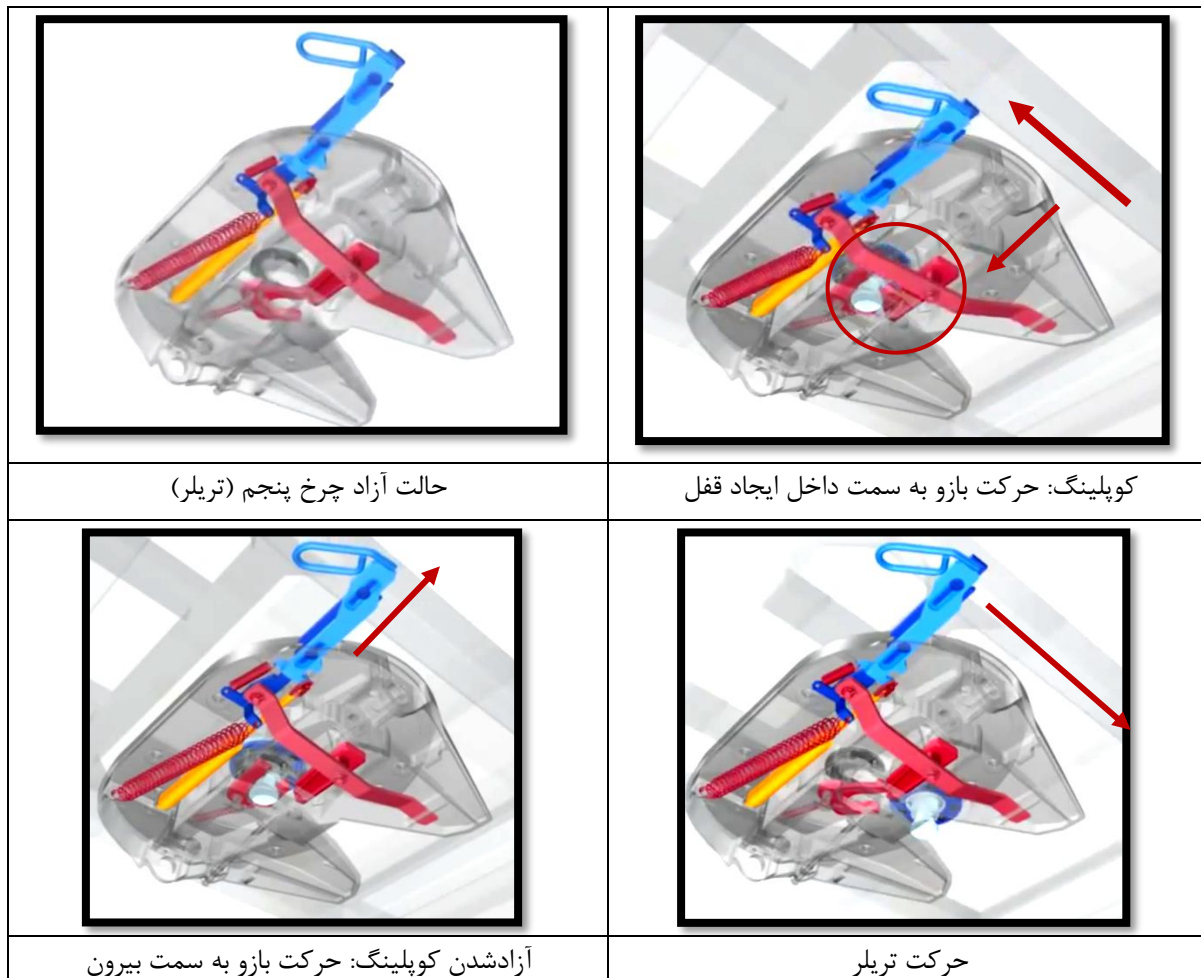 کوپلینگ: حرکت بازو به سمت داخل ایجاد قفل
حالت آزاد چرخ پنجم (تریلر)
حرکت تریلر
آزادشدن کوپلینگ: حرکت بازو به سمت بیرون